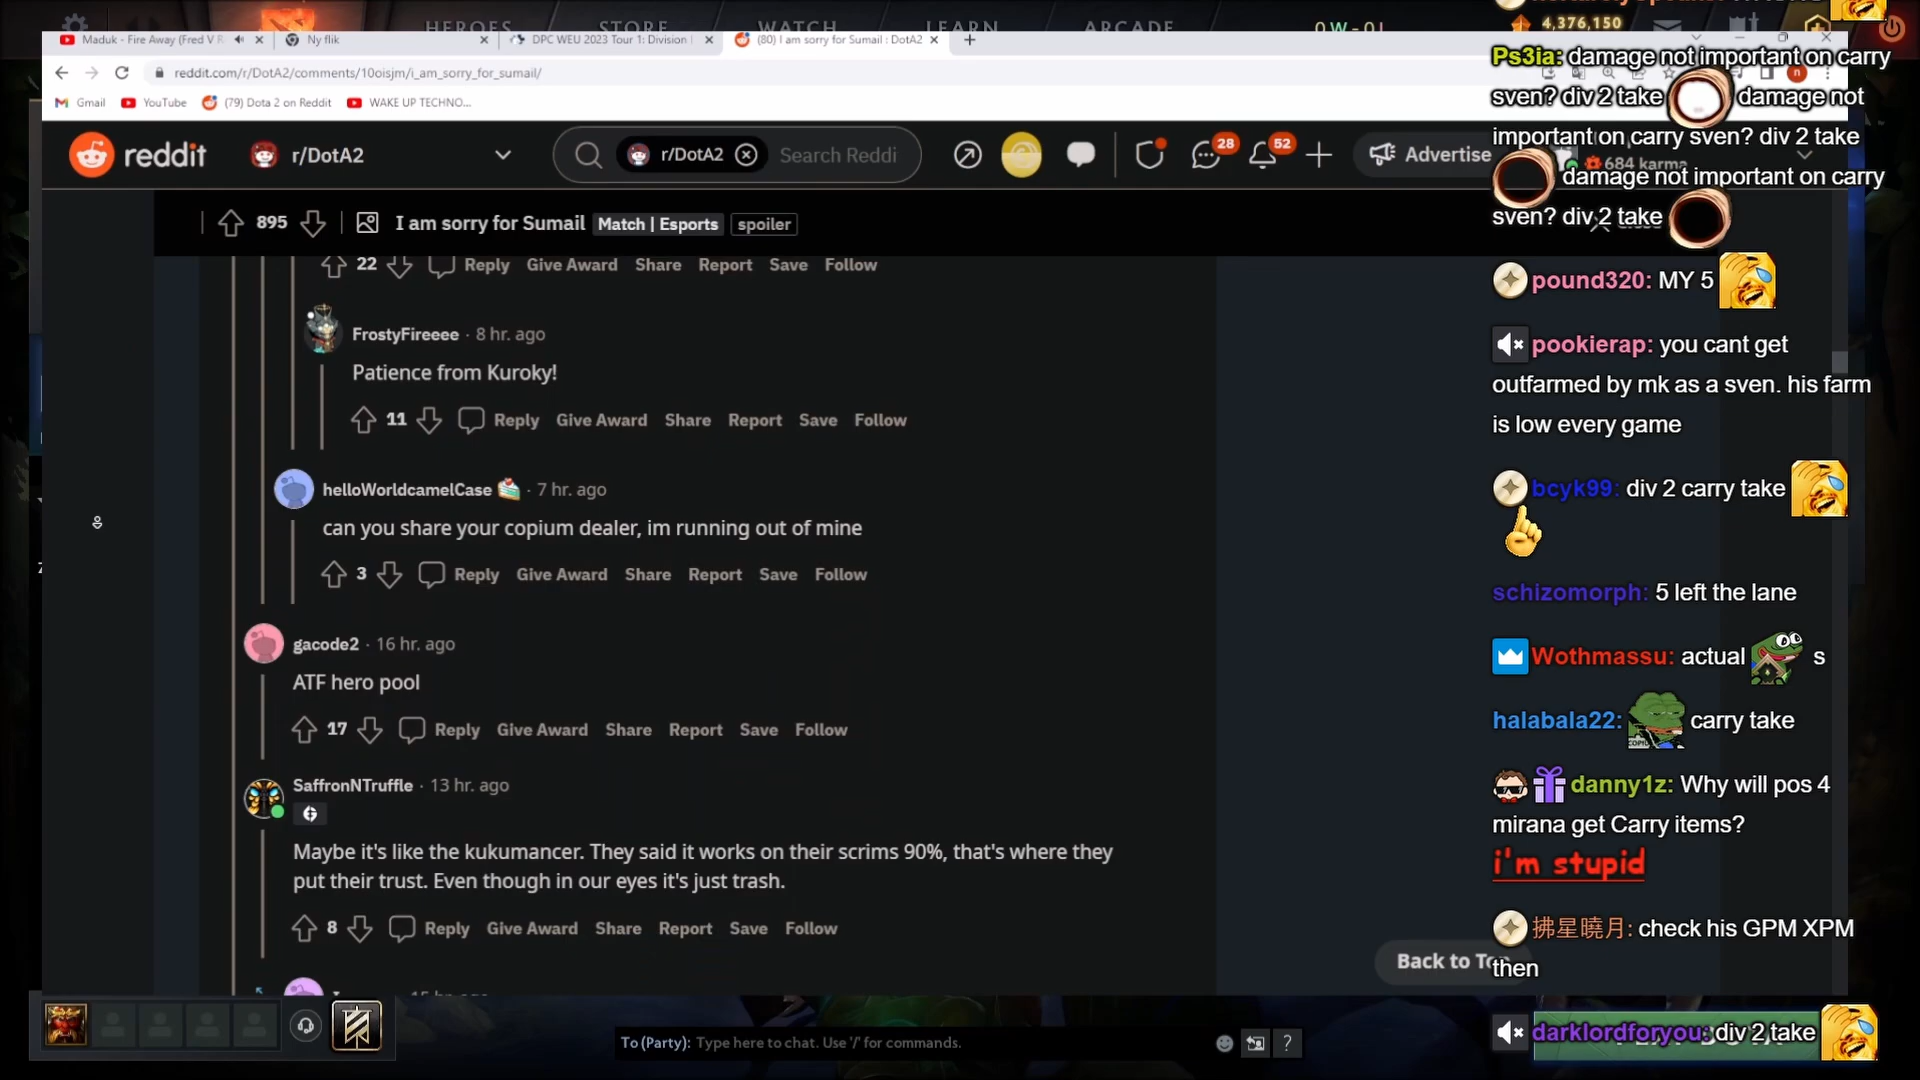 HEROES STORE WATCH LEARN ARCADE 0W-0L 4,376,150
Maduk - Fire Away (Fred V R
Ny flik
DPC WEU 2023 Tour 1: Division
(80) I am sorry for Sumail : DotA2
reddit.com/r/DotA2/comments/10oisjm/i_am_sorry_for_sumail/
Gmail YouTube (79) Dota 2 on Reddit WAKE UP TECHNO...
reddit r/DotA2 r/DotA2 Search Reddi 28 52 Advertise
684 karma
895 I am sorry for Sumail Match | Esports spoiler
22 Reply Give Award Share Report Save Follow
FrostyFireeee · 8 hr. ago
Patience from Kuroky!
11 Reply Give Award Share Report Save Follow
helloWorldcamelCase · 7 hr. ago
can you share your copium dealer, im running out of mine
3 Reply Give Award Share Report Save Follow
gacode2 · 16 hr. ago
ATF hero pool
17 Reply Give Award Share Report Save Follow
SaffronNTruffle · 13 hr. ago
Maybe it's like the kukumancer. They said it works on their scrims 90%, that's where they
put their trust. Even though in our eyes it's just trash.
8 Reply Give Award Share Report Save Follow
Back to To
To (Party): Type here to chat. Use '/' for commands.
?
Ps3ia: damage not important on carry
sven? div 2 take damage not
important on carry sven? div 2 take
damage not important on carry
sven? div 2 take
pound320: MY 5
pookierap: you cant get
outfarmed by mk as a sven. his farm
is low every game
bcyk99: div 2 carry take
schizomorph: 5 left the lane
Wothmassu: actual s
halabala22: carry take
danny1z: Why will pos 4
mirana get Carry items?
i'm stupid
拂星曉月: check his GPM XPM
then
darklordforyou: div 2 take